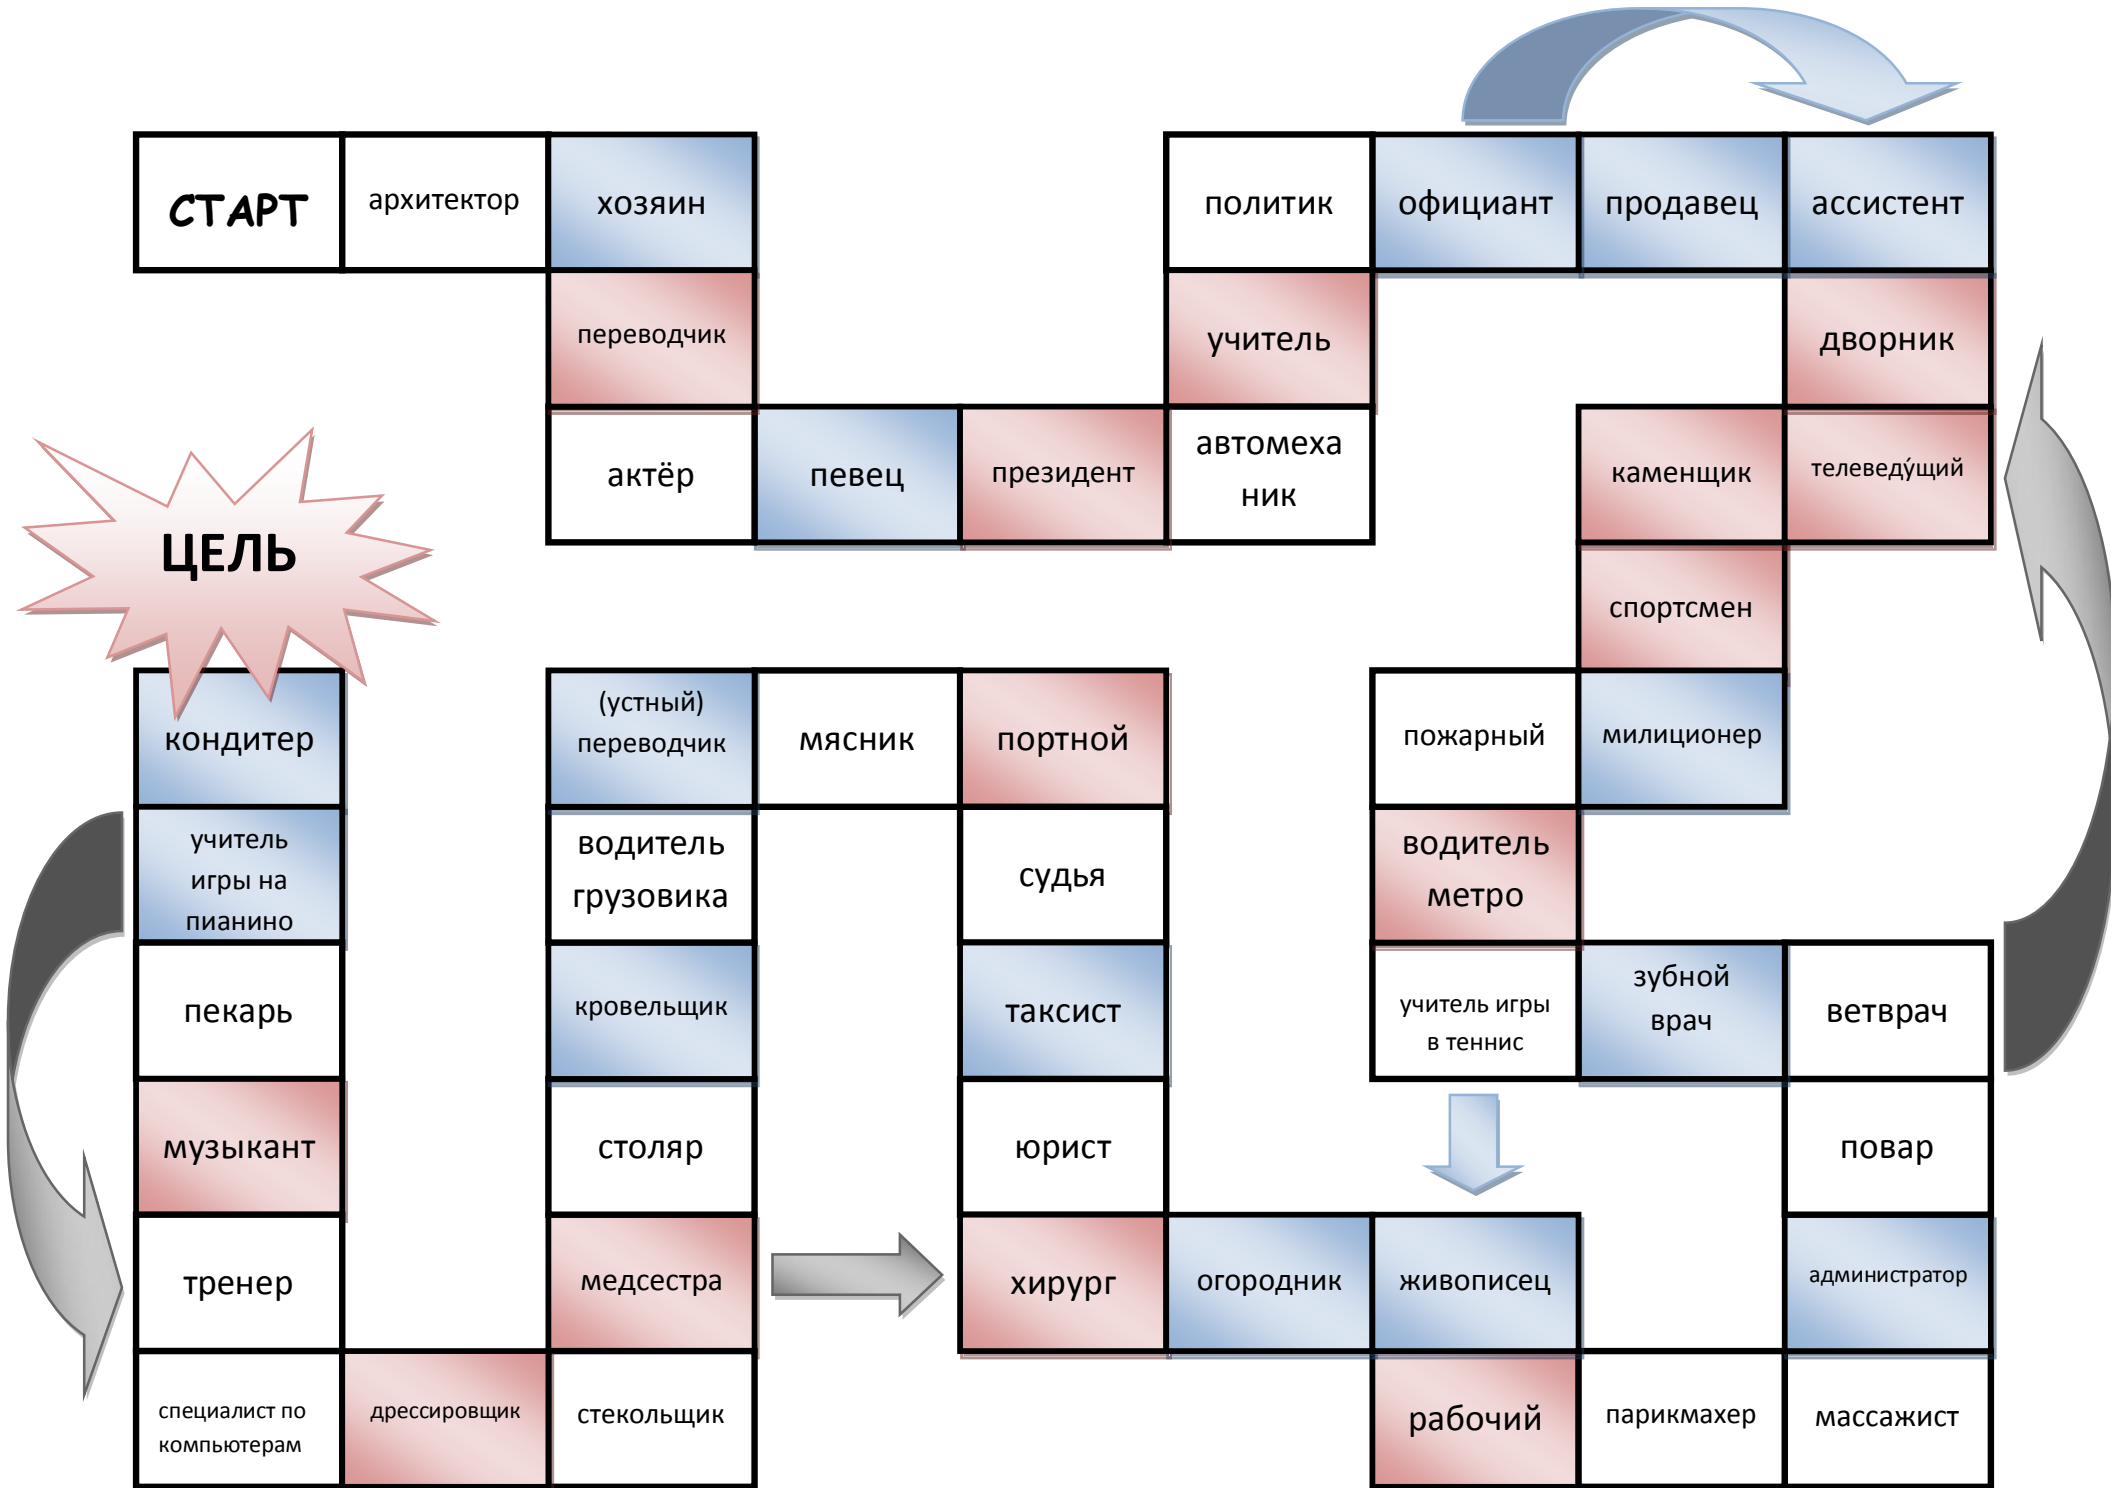 СТАРТ
архитектор
хозяин
политик
официант
продавец
ассистент
переводчик
учитель
дворник
актёр
певец
президент
автомеха
ник
каменщик
телеведу́щий
ЦЕЛЬ
спортсмен
кондитер
(устный)
переводчик
мясник
портной
пожарный
милиционер
учитель
игры на
пианино
водитель
грузовика
судья
водитель
метро
пекарь
кровельщик
таксист
учитель игры
в теннис
зубной
врач
ветврач
музыкант
столяр
юрист
повар
тренер
медсестра
хирург
огородник
живописец
администратор
специалист по
компьютерам
дрессировщик
стекольщик
рабочий
парикмахер
массажист